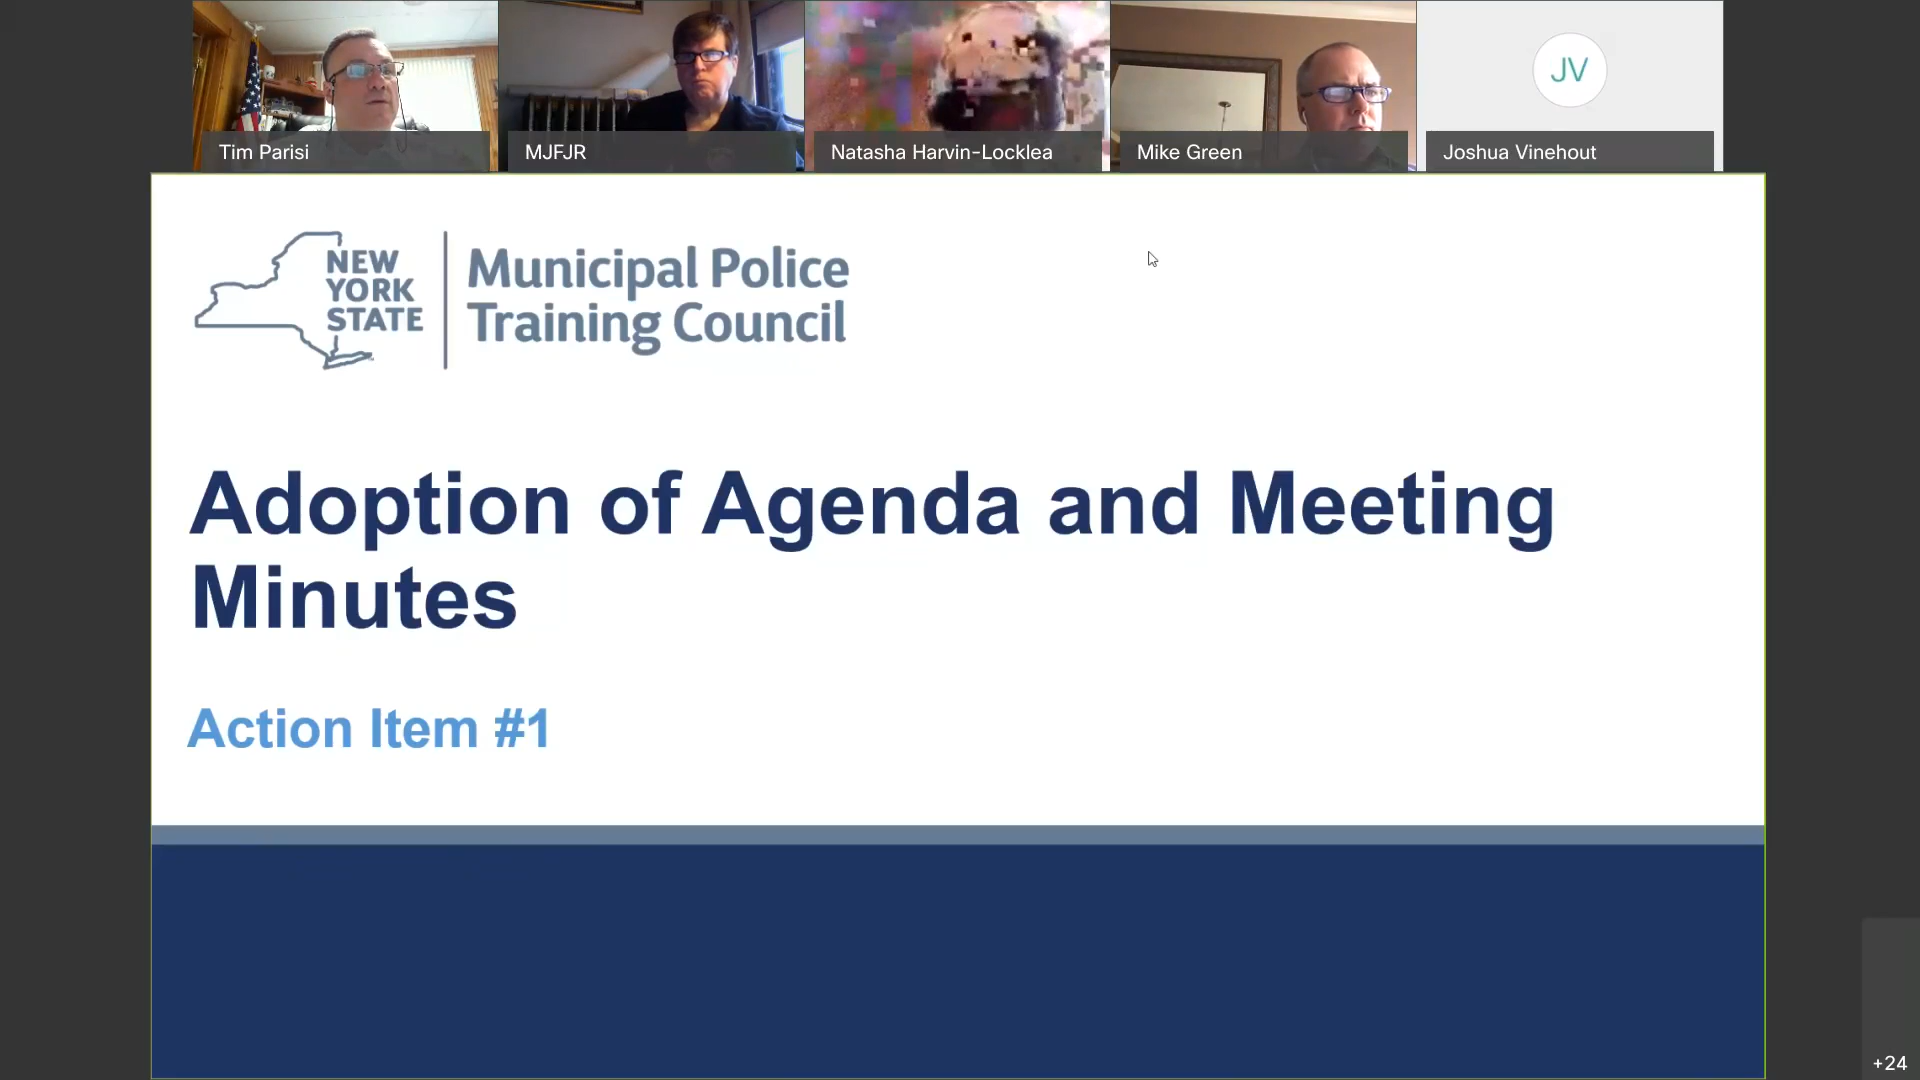 Tim Parisi
MJFJR
Natasha Harvin-Locklea
Mike Green
JV
Joshua Vinehout
NEW
YORK
STATE
Municipal Police
Training Council
Adoption of Agenda and Meeting
Minutes
Action Item #1
+24